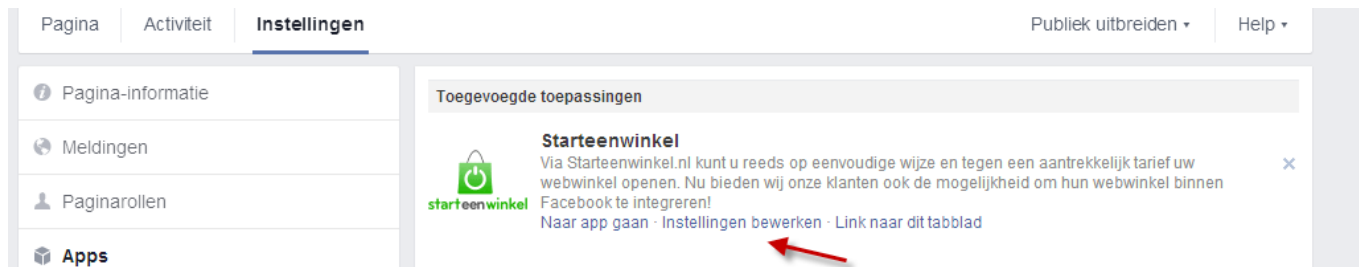 Pagina Activiteit Instellingen Publiek uitbreiden Help
Pagina-informatie
Meldingen
Paginarollen
Apps
Toegevoegde toepassingen
Starteenwinkel
Via Starteenwinkel.nl kunt u reeds op eenvoudige wijze en tegen een aantrekkelijk tarief uw
webwinkel openen. Nu bieden wij onze klanten ook de mogelijkheid om hun webwinkel binnen
Facebook te integreren!
starteenwinkel
Naar app gaan · Instellingen bewerken · Link naar dit tabblad